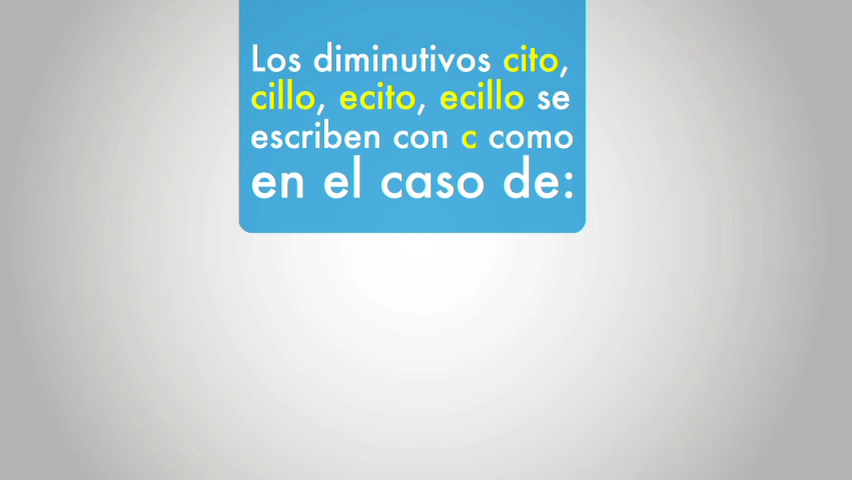 Los diminutivos cito,
cillo, ecito, ecillo se
escriben con c como
en el caso de: